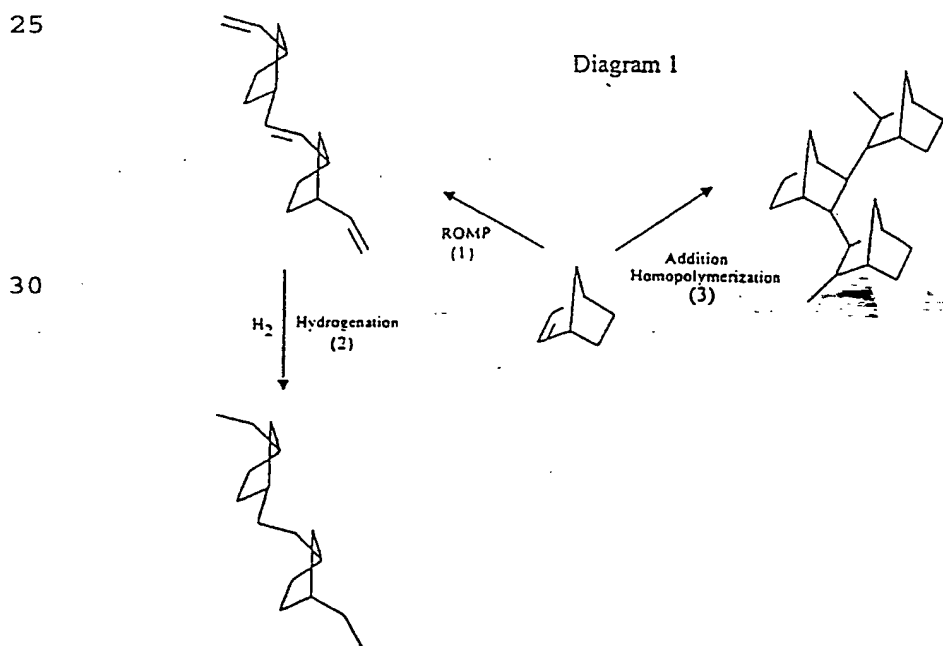 25
Diagram 1
ROMP
(1)
Addition
Homopolymerization
(3)
30
H2 Hydrogenation
(2)